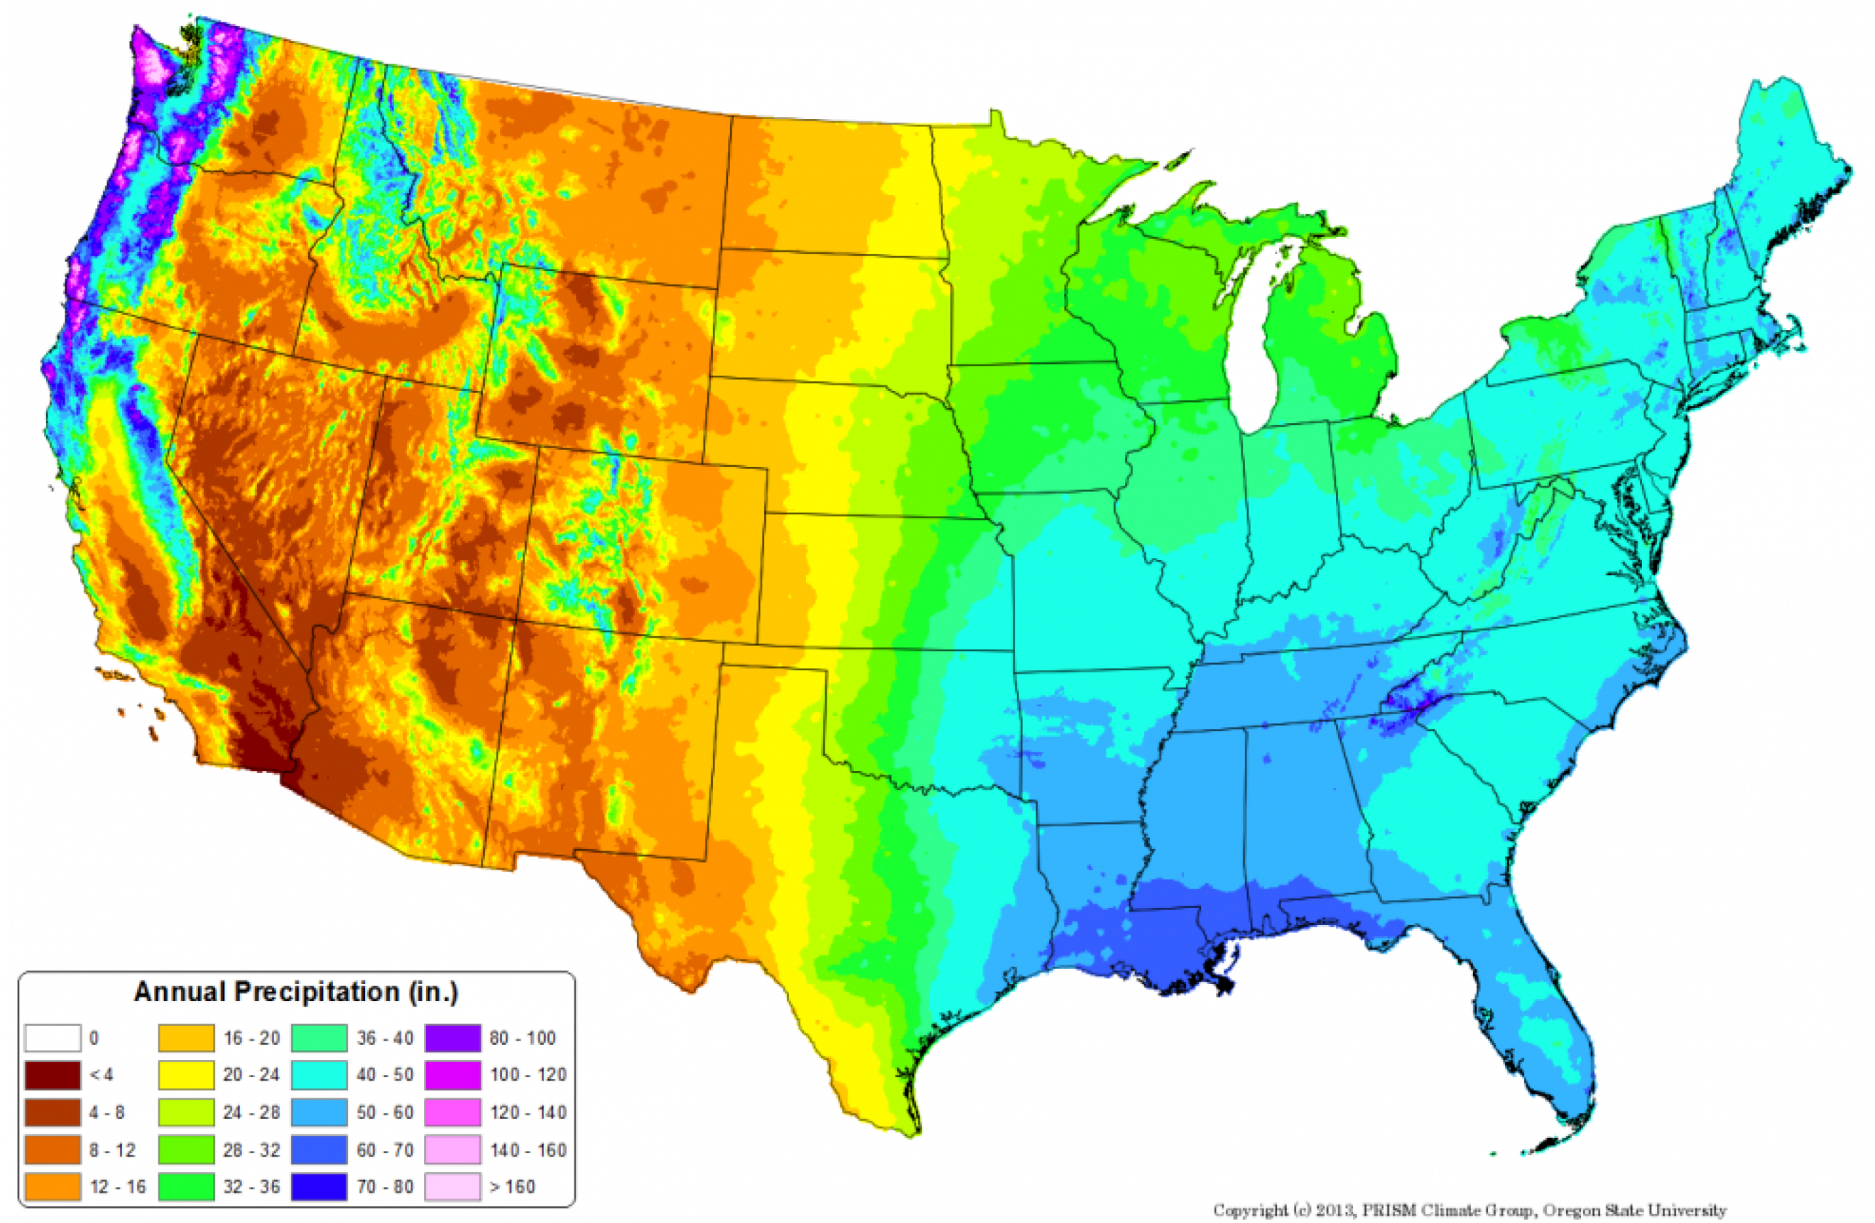 Annual Precipitation (in.)
0
< 4
4 - 8
8 - 12
12 - 16
16 - 20
20 - 24
24 - 28
28 - 32
32 - 36
36 - 40
40 - 50
50 - 60
60 - 70
70 - 80
80 - 100
100 - 120
120 - 140
140 - 160
> 160
Copyright (c) 2013, PRISM Climate Group, Oregon State University